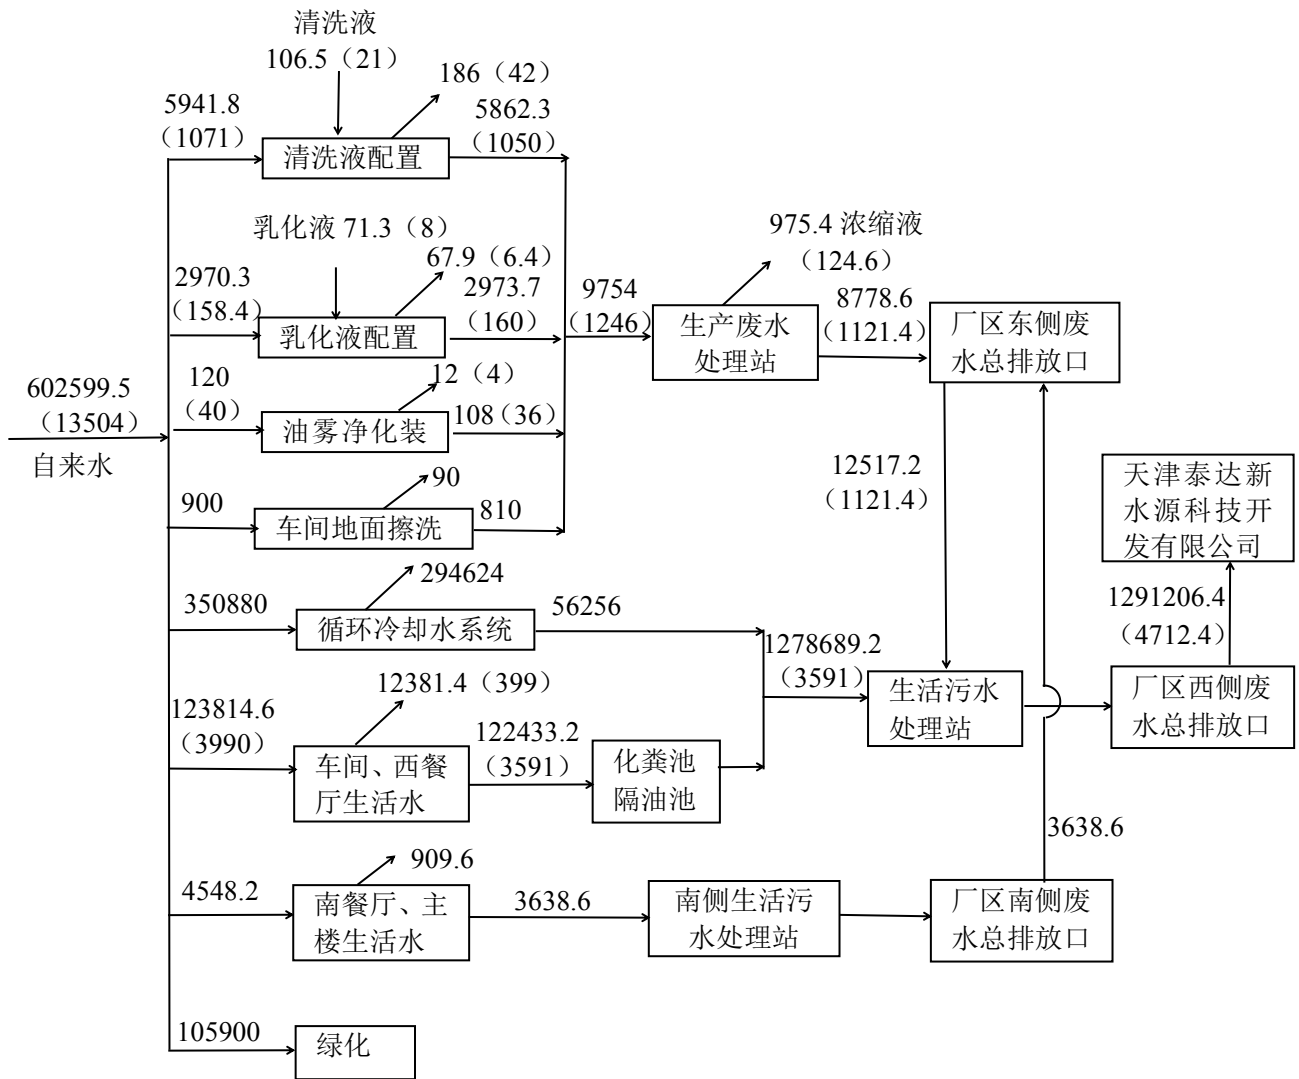 清洗液
106.5（21）
186（42）
5941.8
（1071）
清洗液配置
5862.3
（1050）
乳化液 71.3（8）
67.9（6.4）
2970.3
（158.4）
乳化液配置
2973.7
（160）
12（4）
120
（40）
油雾净化装
108（36）
90
900
车间地面擦洗
810
602599.5
（13504）
自来水
9754
（1246）
975.4 浓缩液
（124.6）
生产废水
处理站
8778.6
（1121.4）
厂区东侧废
水总排放口
12517.2
（1121.4）
天津泰达新
水源科技开
发有限公司
294624
350880
循环冷却水系统
56256
1278689.2
（3591）
1291206.4
（4712.4）
生活污水
处理站
厂区西侧废
水总排放口
12381.4（399）
123814.6
（3990）
车间、西餐
厅生活水
122433.2
（3591）
化粪池
隔油池
3638.6
909.6
4548.2
南餐厅、主
楼生活水
3638.6
南侧生活污
水处理站
厂区南侧废
水总排放口
105900
绿化